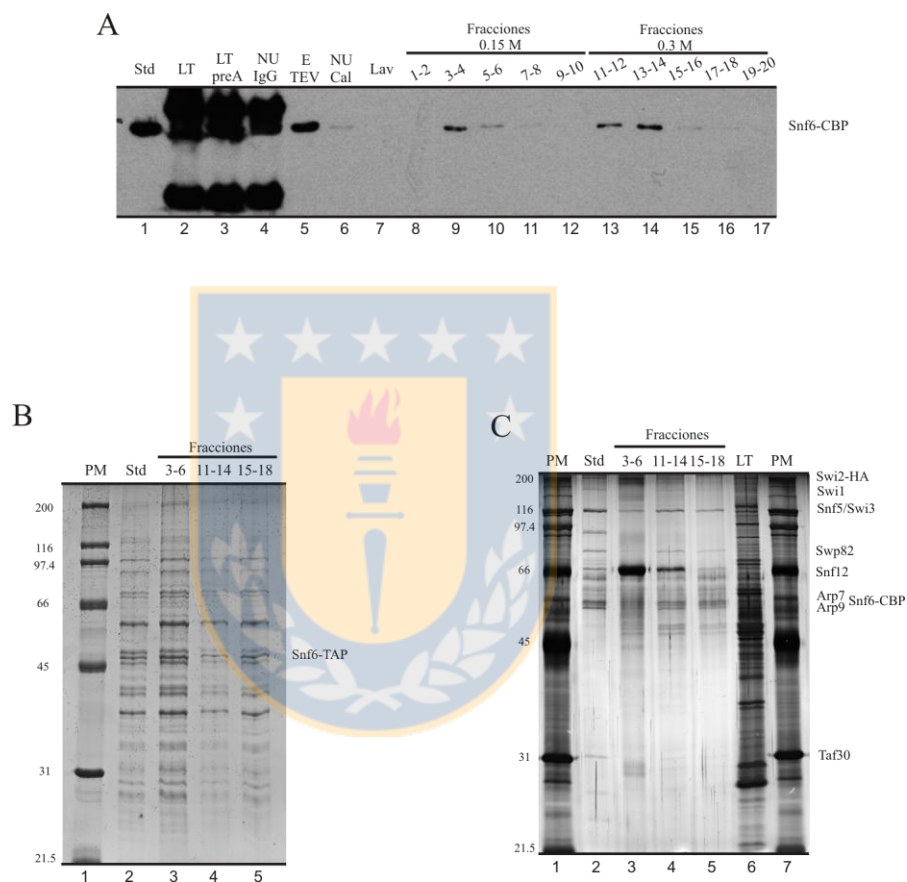 A
Fracciones
0.15 M
Fracciones
0.3 M
Std LT LT preA NU IgG E TEV NU Cal Lav 1-2 3-4 5-6 7-8 9-10 11-12 13-14 15-16 17-18 19-20
Snf6-CBP
1 2 3 4 5 6 7 8 9 10 11 12 13 14 15 16 17
B
Fracciones
PM Std 3-6 11-14 15-18
200
116
97.4
66
Snf6-TAP
45
31
21.5
1 2 3 4 5
C
Fracciones
PM Std 3-6 11-14 15-18 LT PM
200 Swi2-HA
Swi1
116 Snf5/Swi3
97.4
Swp82
66 Snf12
Arp7
Arp9 Snf6-CBP
45
31 Taf30
21.5
1 2 3 4 5 6 7